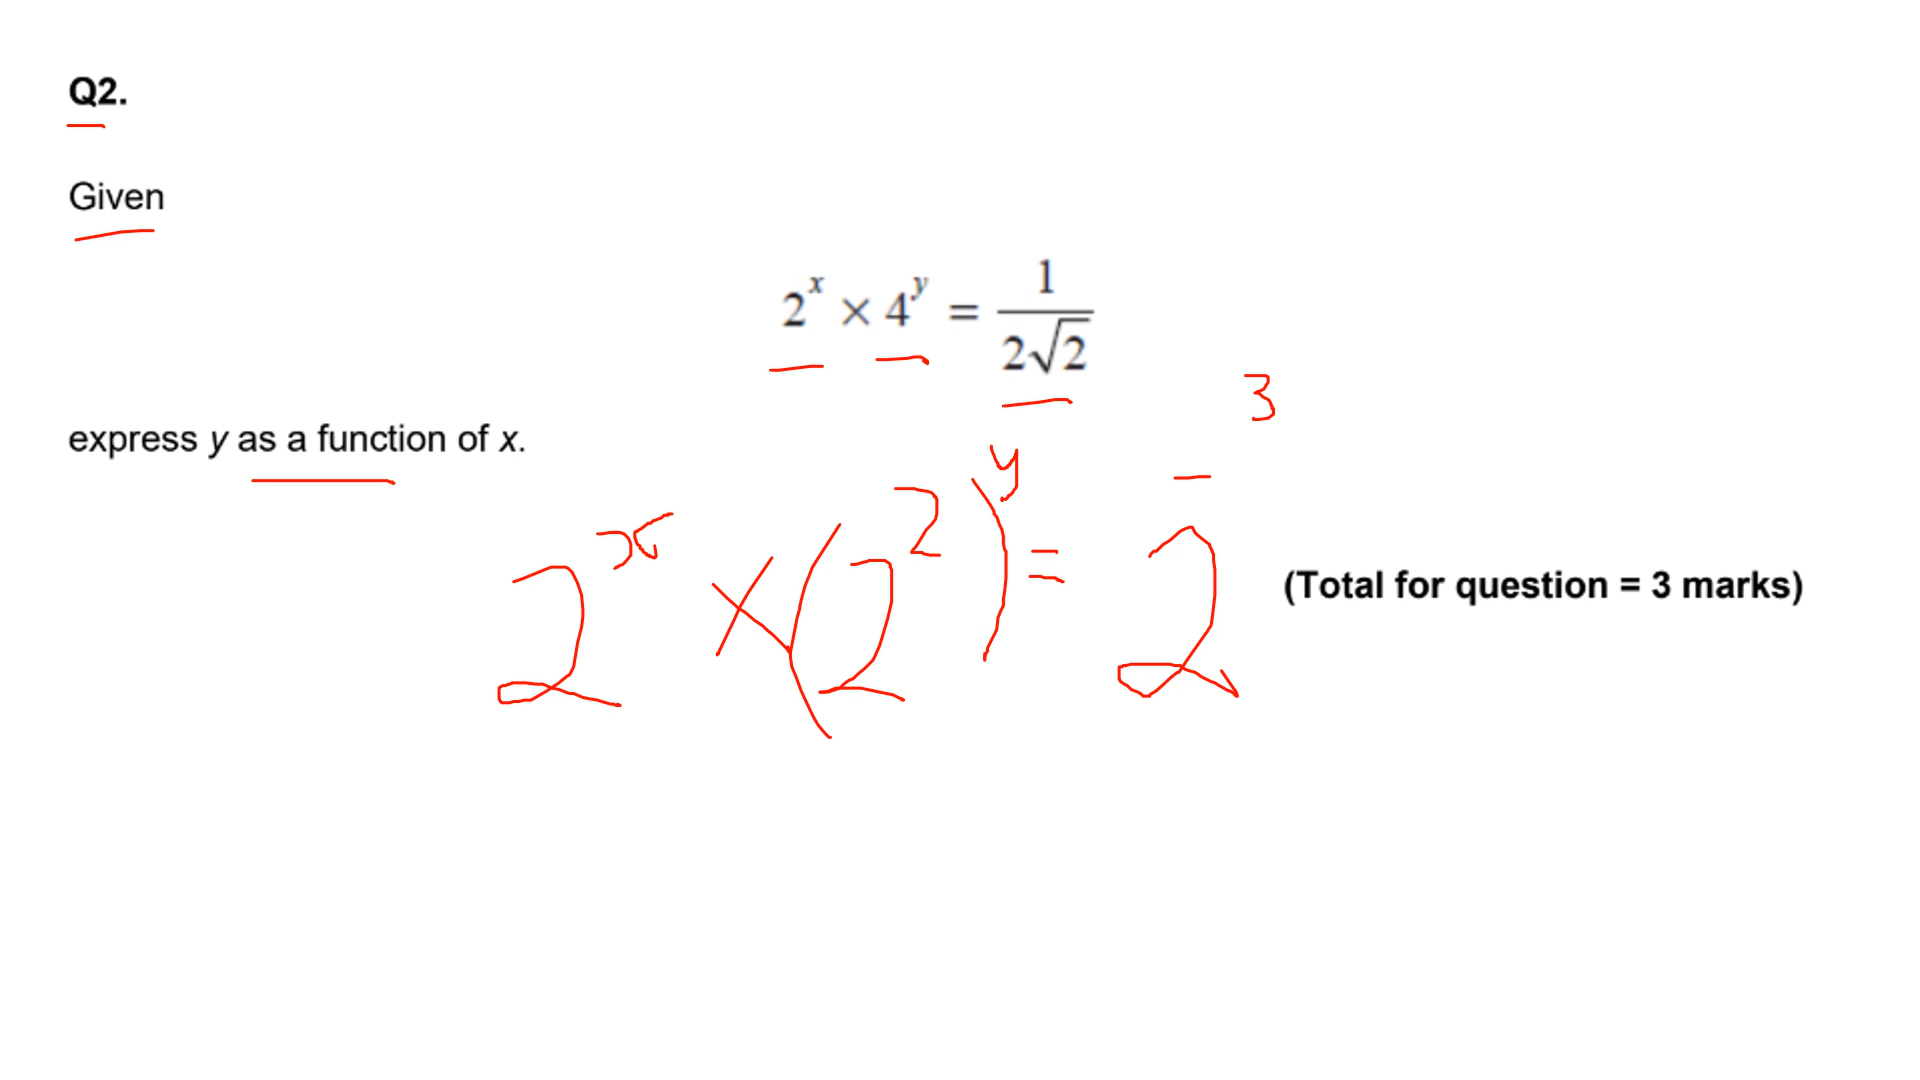 Q2.
Given
2^x × 4^y = 1/(2√2)
express y as a function of x.
2^x × (2^2)^y = 2^-3
(Total for question = 3 marks)